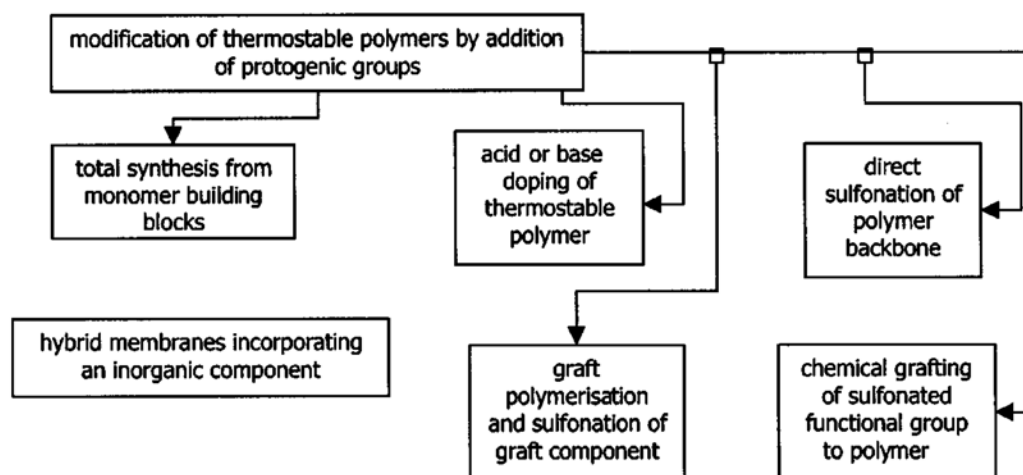 modification of thermostable polymers by addition
of protogenic groups
total synthesis from
monomer building
blocks
acid or base
doping of
thermostable
polymer
direct
sulfonation of
polymer
backbone
hybrid membranes incorporating
an inorganic component
graft
polymerisation
and sulfonation of
graft component
chemical grafting
of sulfonated
functional group
to polymer